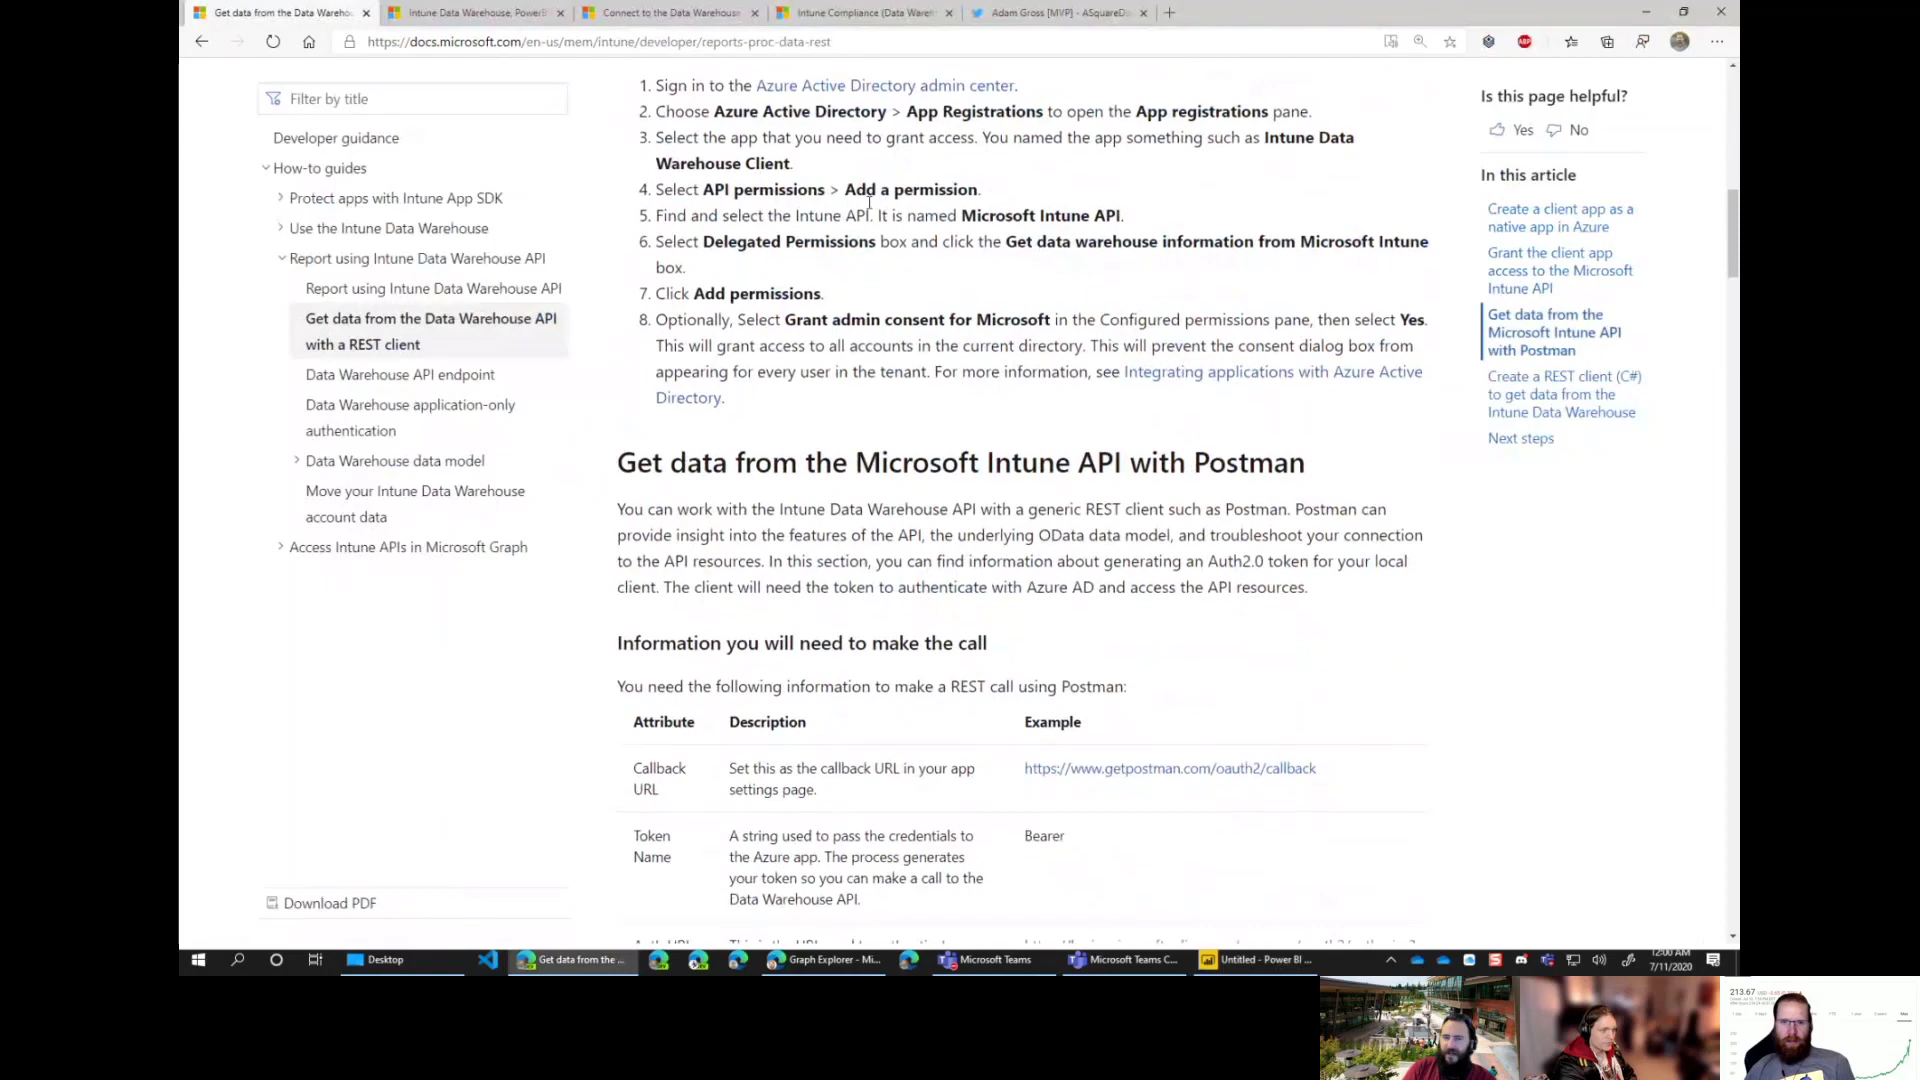 Get data from the Data Wareho
Intune Data Warehouse, PowerB
Connect to the Data Warehouse
Intune Compliance (Data Ware
Adam Gross [MVP] - ASquareD
https://docs.microsoft.com/en-us/mem/intune/developer/reports-proc-data-rest
ABP
Filter by title
Developer guidance
How-to guides
Protect apps with Intune App SDK
Use the Intune Data Warehouse
Report using Intune Data Warehouse API
Report using Intune Data Warehouse API
Get data from the Data Warehouse API
with a REST client
Data Warehouse API endpoint
Data Warehouse application-only
authentication
Data Warehouse data model
Move your Intune Data Warehouse
account data
Access Intune APIs in Microsoft Graph
Download PDF
1. Sign in to the Azure Active Directory admin center.
2. Choose Azure Active Directory > App Registrations to open the App registrations pane.
3. Select the app that you need to grant access. You named the app something such as Intune Data
Warehouse Client.
4. Select API permissions > Add a permission.
5. Find and select the Intune API. It is named Microsoft Intune API.
6. Select Delegated Permissions box and click the Get data warehouse information from Microsoft Intune
box.
7. Click Add permissions.
8. Optionally, Select Grant admin consent for Microsoft in the Configured permissions pane, then select Yes.
This will grant access to all accounts in the current directory. This will prevent the consent dialog box from
appearing for every user in the tenant. For more information, see Integrating applications with Azure Active
Directory.
Get data from the Microsoft Intune API with Postman
You can work with the Intune Data Warehouse API with a generic REST client such as Postman. Postman can
provide insight into the features of the API, the underlying OData data model, and troubleshoot your connection
to the API resources. In this section, you can find information about generating an Auth2.0 token for your local
client. The client will need the token to authenticate with Azure AD and access the API resources.
Information you will need to make the call
You need the following information to make a REST call using Postman:
Attribute Description Example
Callback URL Set this as the callback URL in your app settings page. https://www.getpostman.com/oauth2/callback
Token Name A string used to pass the credentials to the Azure app. The process generates your token so you can make a call to the Data Warehouse API. Bearer
Is this page helpful?
Yes No
In this article
Create a client app as a
native app in Azure
Grant the client app
access to the Microsoft
Intune API
Get data from the
Microsoft Intune API
with Postman
Create a REST client (C#)
to get data from the
Intune Data Warehouse
Next steps
Desktop
Get data from the ...
Graph Explorer - Mi...
Microsoft Teams
Microsoft Teams C...
Untitled - Power BI ...
12:00 AM
7/11/2020
213.67